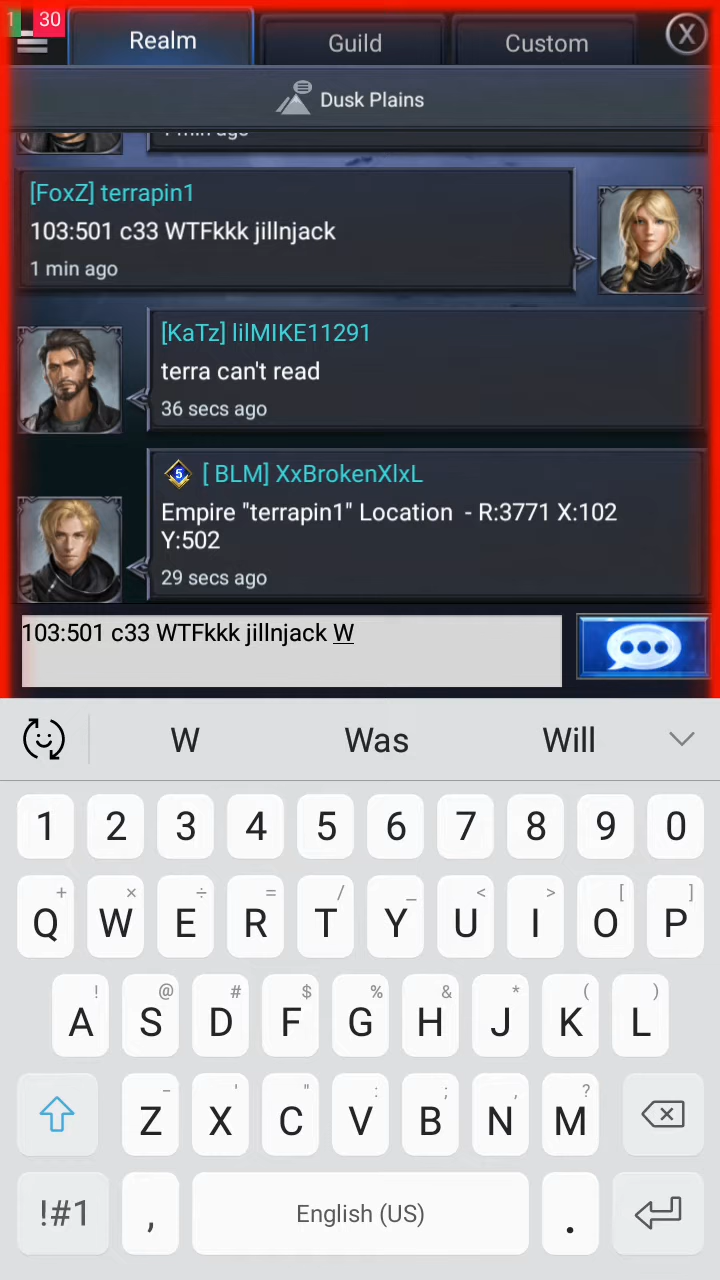 1 30
Realm
Guild
Custom
X
Dusk Plains
[FoxZ] terrapin1
103:501 c33 WTFkkk jillnjack
1 min ago
[KaTz] lilMIKE11291
terra can't read
36 secs ago
5 [ BLM] XxBrokenXlxL
Empire "terrapin1" Location - R:3771 X:102
Y:502
29 secs ago
103:501 c33 WTFkkk jillnjack W
W Was Will
1 2 3 4 5 6 7 8 9 0
+ × ÷ = / _ < > [ ]
Q W E R T Y U I O P
! @ # $ % & * ( )
A S D F G H J K L
- ' " : ; , ?
Z X C V B N M
!#1 , English (US) .